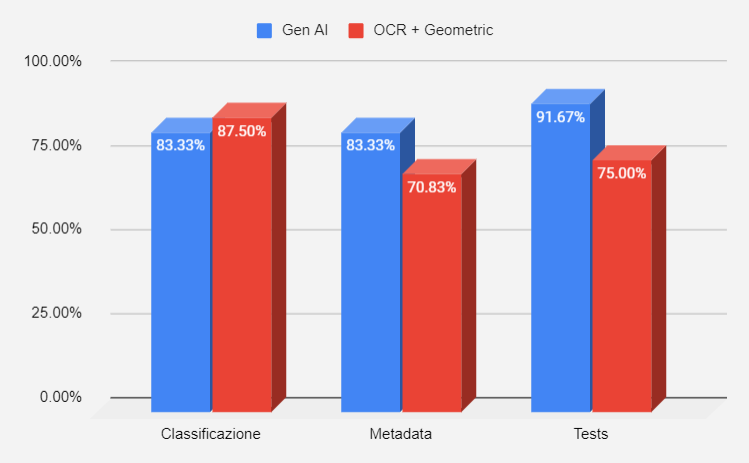 Gen AI OCR + Geometric
100.00%
75.00%
50.00%
25.00%
0.00%
83.33% 87.50% 83.33% 70.83% 91.67% 75.00%
Classificazione Metadata Tests